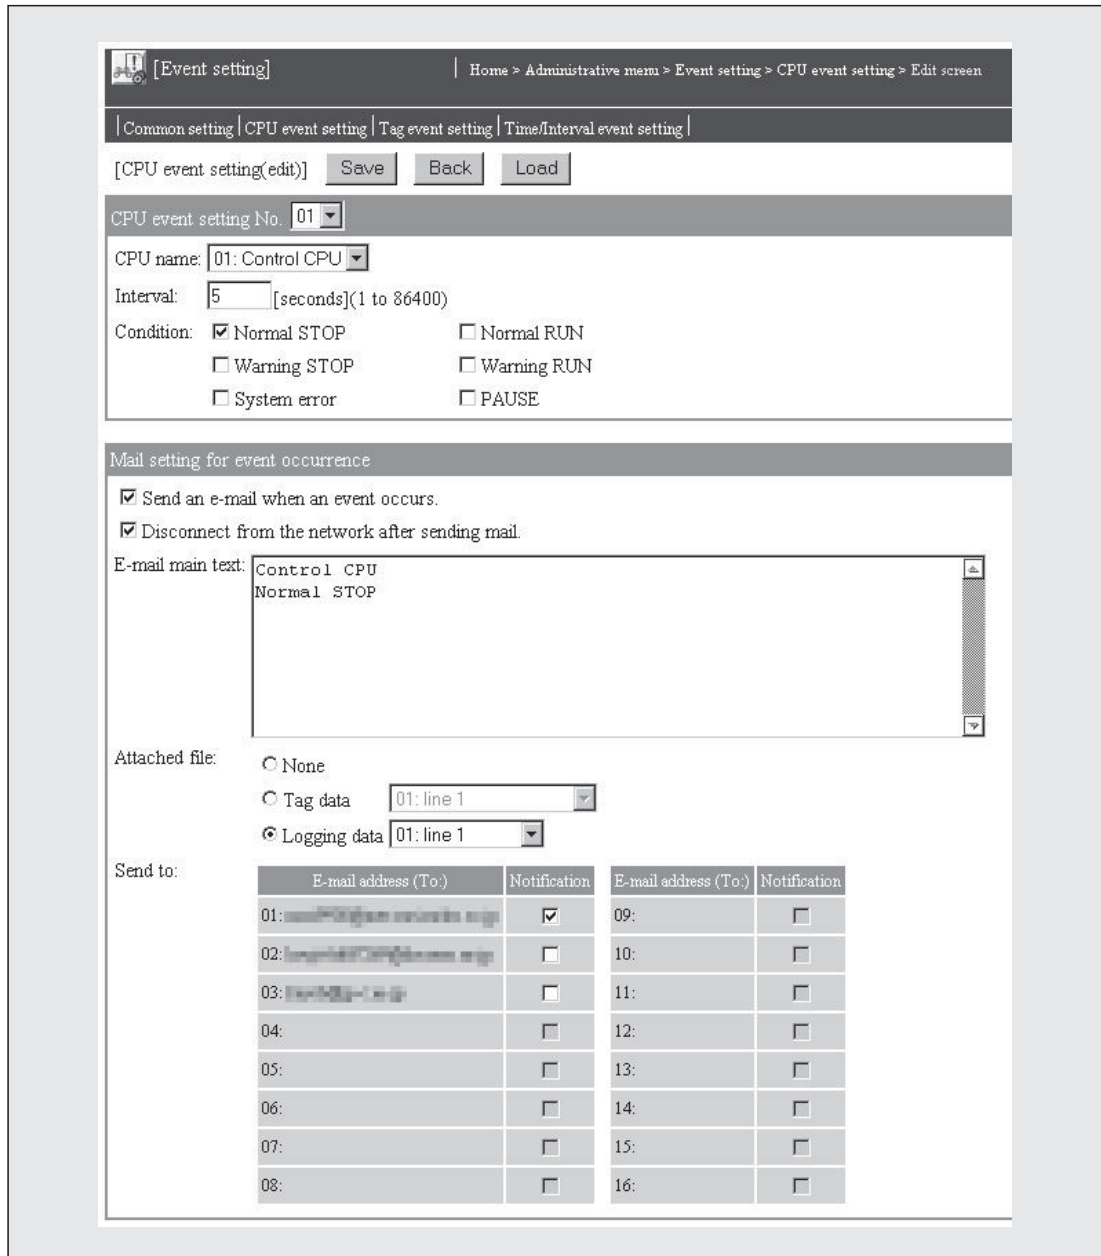 [Event setting]
Home > Administrative menu > Event setting > CPU event setting > Edit screen
Common setting | CPU event setting | Tag event setting | Time/Interval event setting |
[CPU event setting(edit)] Save Back Load
CPU event setting No. 01
CPU name: 01: Control CPU
Interval: 5 [seconds](1 to 86400)
Condition: Normal STOP Normal RUN
Warning STOP Warning RUN
System error PAUSE
Mail setting for event occurrence
Send an e-mail when an event occurs.
Disconnect from the network after sending mail.
E-mail main text: Control CPU
Normal STOP
Attached file: None
Tag data 01: line 1
Logging data 01: line 1
Send to:
E-mail address (To:) Notification E-mail address (To:) Notification
01: 09:
02: 10:
03: 11:
04: 12:
05: 13:
06: 14:
07: 15:
08: 16: